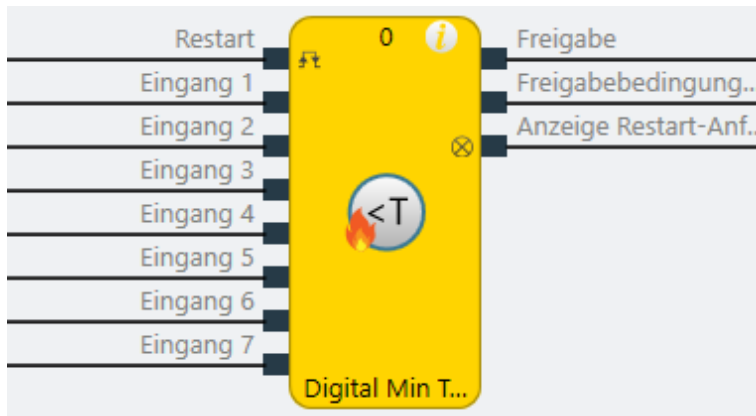 Restart
Eingang 1
Eingang 2
Eingang 3
Eingang 4
Eingang 5
Eingang 6
Eingang 7
0
i
<T
Digital Min T...
Freigabe
Freigabebedingung...
Anzeige Restart-Anf...